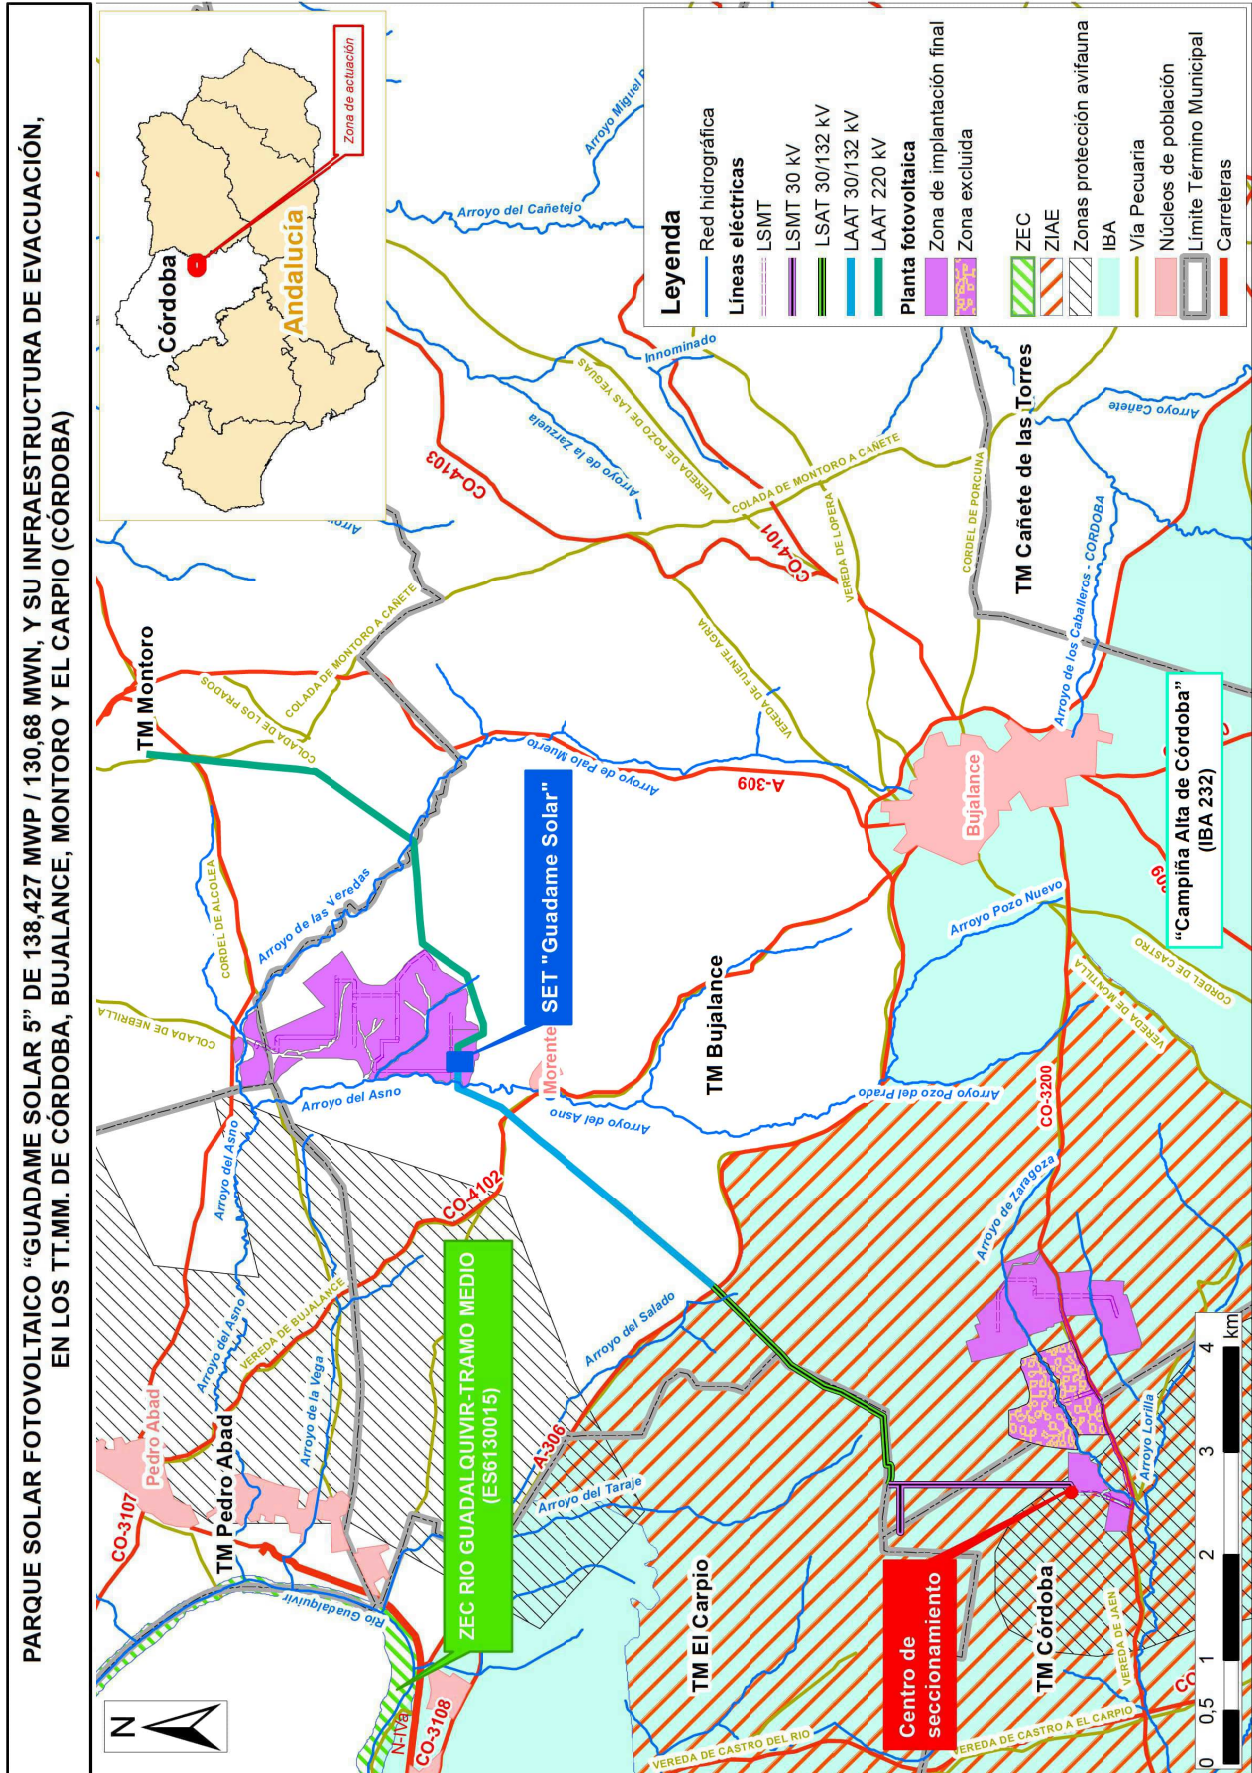 PARQUE SOLAR FOTOVOLTAICO “GUADAME SOLAR 5” DE 138,427 MWP / 130,68 MWN, Y SU INFRAESTRUCTURA DE EVACUACIÓN,
EN LOS TT.MM. DE CÓRDOBA, BUJALANCE, MONTORO Y EL CARPIO (CÓRDOBA)
N
Córdoba
Andalucía
Zona de actuación
CO-3107
Pedro Abad
TM Pedro Abad
Río Guadalquivir
N-IVa
CO-3108
ZEC RIO GUADALQUIVIR-TRAMO MEDIO
(ES6130015)
Arroyo del Asno
Arroyo del Asno
VEREDA DE BUJALANCE
Arroyo de la Vega
CO-4102
A-306
Arroyo del Taraje
Arroyo del Salado
COLADA DE NEBRILLA
CORDEL DE ALCOLEA
TM Montoro
COLADA DE LOS PRADOS
COLADA DE MONTORO A CAÑETE
Arroyo de las Veredas
Arroyo del Asno
SET "Guadame Solar"
Morente
Arroyo del Asno
Arroyo de Palo Muerto
A-309
CO-4103
Arroyo del Cañetejo
Arroyo de la Zarzuela
VEREDA DE POZO DE LAS YEGUAS
Innominado
COLADA DE MONTORO A CAÑETE
CO-4101
VEREDA DE LOPERA
VEREDA DE FUENTE AGRIA
CORDEL DE PORCUNA
TM Cañete de las Torres
Arroyo Cañete
Arroyo de los Caballeros - CORDOBA
Bujalance
TM Bujalance
Arroyo Pozo Nuevo
Arroyo Pozo del Prado
CO-3200
VEREDA DE MONTILLA
CORDEL DE CASTRO
“Campiña Alta de Córdoba”
(IBA 232)
Arroyo de Zaragoza
Arroyo Lorilla
TM El Carpio
Centro de
seccionamiento
TM Córdoba
VEREDA DE JAEN
VEREDA DE CASTRO DEL RIO
VEREDA DE CASTRO A EL CARPIO
0 0,5 1 2 3 4
km
Leyenda
Red hidrográfica
Líneas eléctricas
LSMT
LSMT 30 kV
LSAT 30/132 kV
LAAT 30/132 kV
LAAT 220 kV
Planta fotovoltaica
Zona de implantación final
Zona excluida
ZEC
ZIAE
Zonas protección avifauna
IBA
Vía Pecuaria
Núcleos de población
Límite Término Municipal
Carreteras